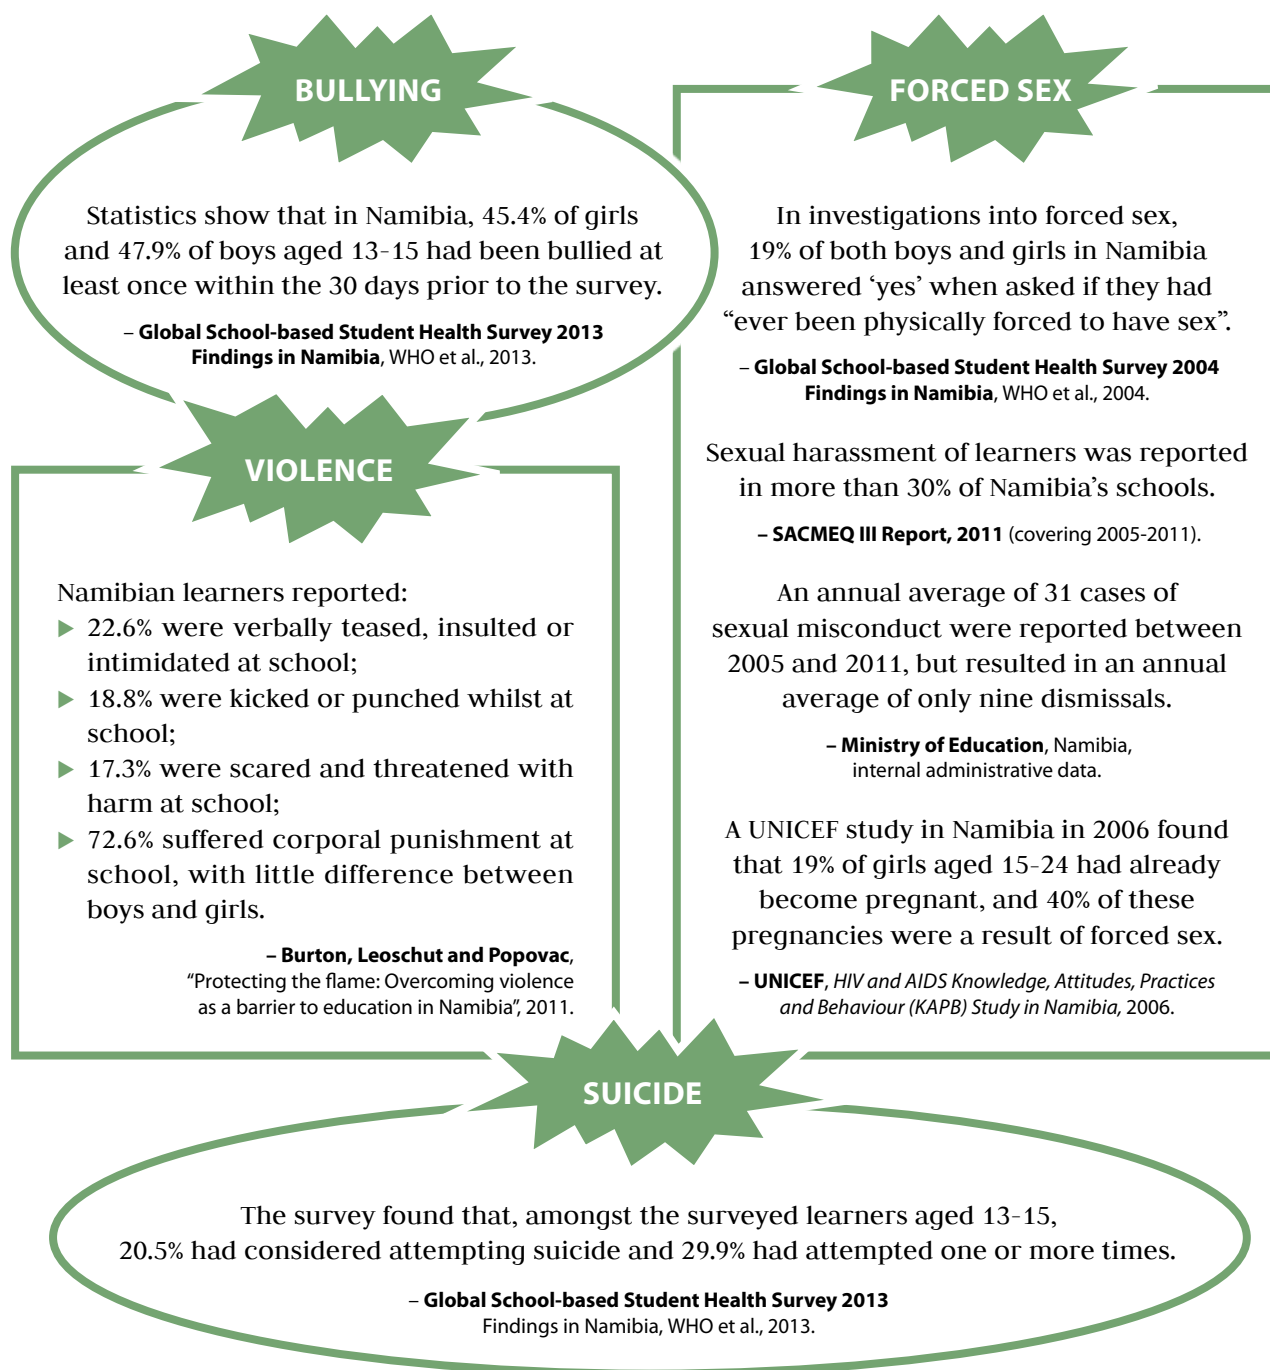 BULLYING
Statistics show that in Namibia, 45.4% of girls
and 47.9% of boys aged 13-15 had been bullied at
least once within the 30 days prior to the survey.
– Global School-based Student Health Survey 2013
Findings in Namibia, WHO et al., 2013.
VIOLENCE
Namibian learners reported:
▶ 22.6% were verbally teased, insulted or
intimidated at school;
▶ 18.8% were kicked or punched whilst at
school;
▶ 17.3% were scared and threatened with
harm at school;
▶ 72.6% suffered corporal punishment at
school, with little difference between
boys and girls.
– Burton, Leoschut and Popovac,
“Protecting the flame: Overcoming violence
as a barrier to education in Namibia”, 2011.
FORCED SEX
In investigations into forced sex,
19% of both boys and girls in Namibia
answered ‘yes’ when asked if they had
“ever been physically forced to have sex”.
– Global School-based Student Health Survey 2004
Findings in Namibia, WHO et al., 2004.
Sexual harassment of learners was reported
in more than 30% of Namibia’s schools.
– SACMEQ III Report, 2011 (covering 2005-2011).
An annual average of 31 cases of
sexual misconduct were reported between
2005 and 2011, but resulted in an annual
average of only nine dismissals.
– Ministry of Education, Namibia,
internal administrative data.
A UNICEF study in Namibia in 2006 found
that 19% of girls aged 15-24 had already
become pregnant, and 40% of these
pregnancies were a result of forced sex.
– UNICEF, HIV and AIDS Knowledge, Attitudes, Practices
and Behaviour (KAPB) Study in Namibia, 2006.
SUICIDE
The survey found that, amongst the surveyed learners aged 13-15,
20.5% had considered attempting suicide and 29.9% had attempted one or more times.
– Global School-based Student Health Survey 2013
Findings in Namibia, WHO et al., 2013.